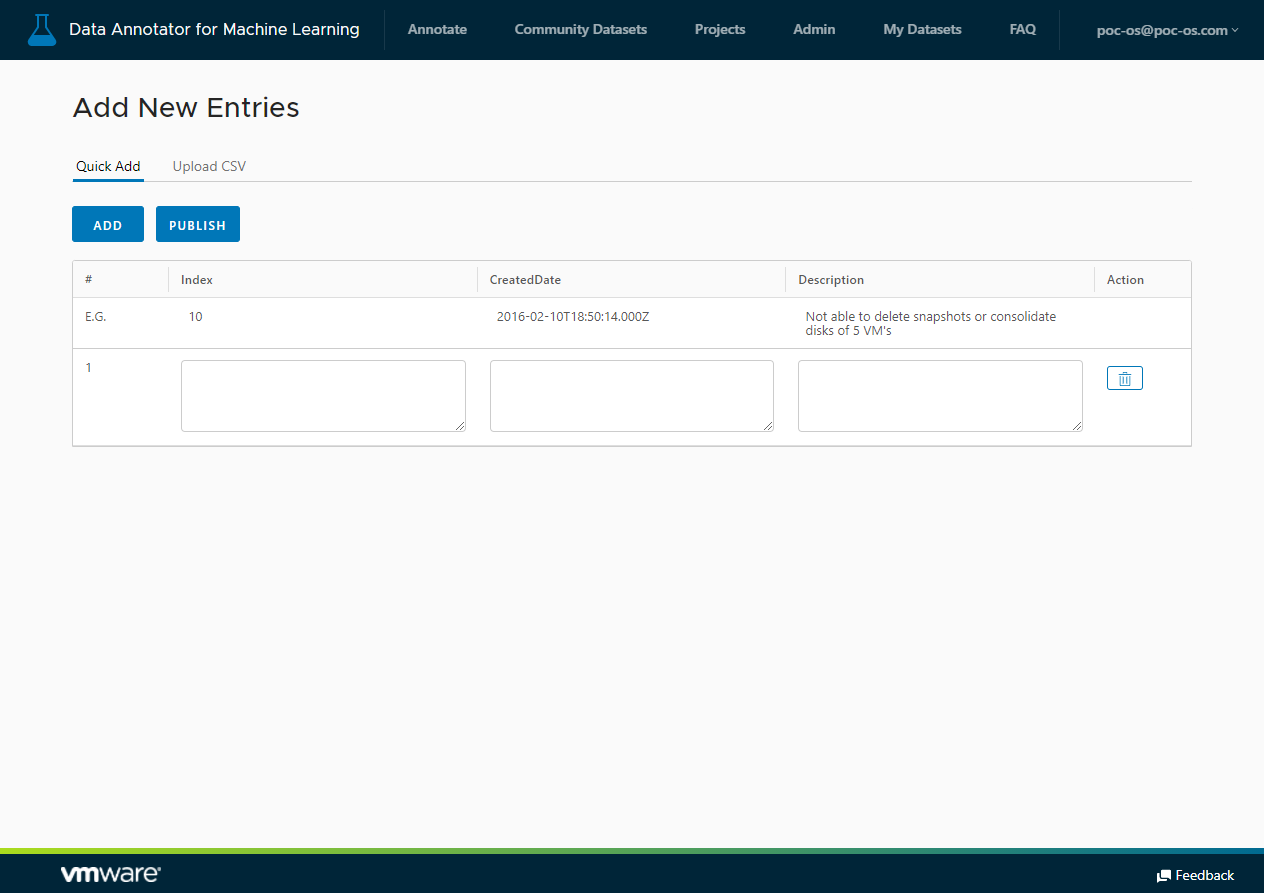 Data Annotator for Machine Learning Annotate Community Datasets Projects Admin My Datasets FAQ poc-os@poc-os.com
Add New Entries
Quick Add Upload CSV
ADD PUBLISH
# Index CreatedDate Description Action
E.G. 10 2016-02-10T18:50:14.000Z Not able to delete snapshots or consolidate
disks of 5 VM's
1
vmware Feedback